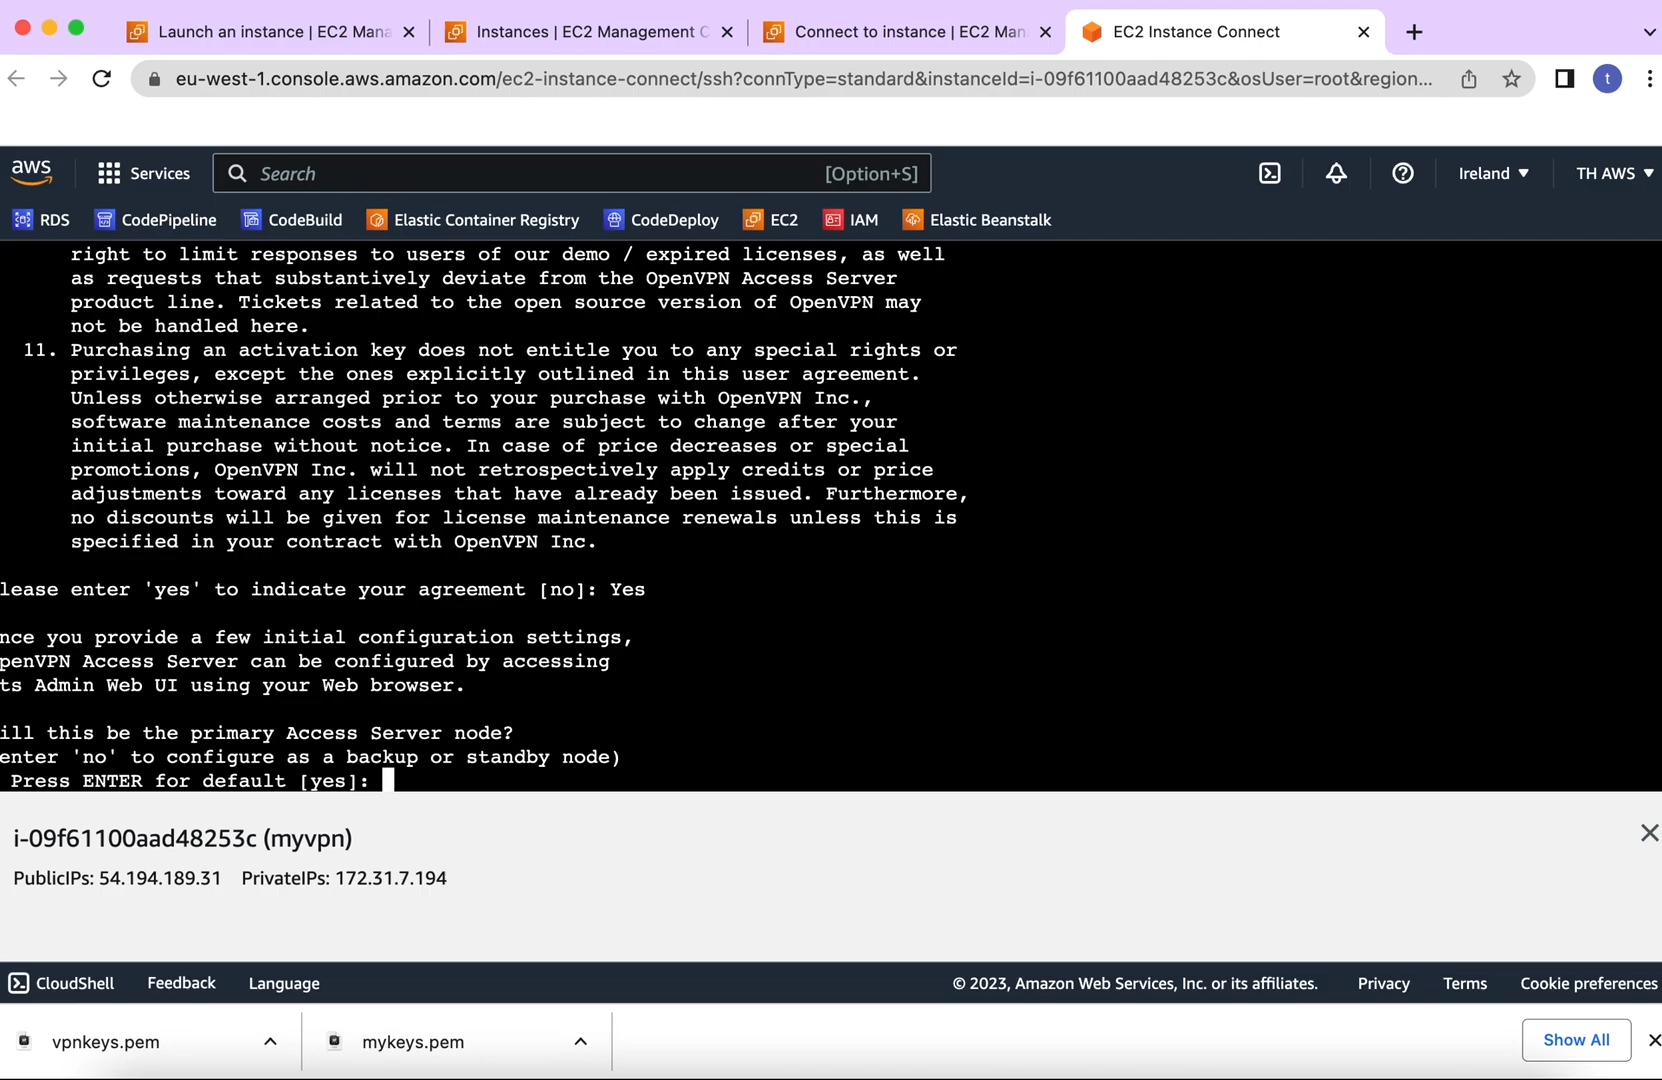 Launch an instance | EC2 Mana
Instances | EC2 Management C
Connect to instance | EC2 Man
EC2 Instance Connect
eu-west-1.console.aws.amazon.com/ec2-instance-connect/ssh?connType=standard&instanceId=i-09f61100aad48253c&osUser=root&region...
t
aws
Services
Search
[Option+S]
Ireland
TH AWS
RDS
CodePipeline
CodeBuild
Elastic Container Registry
CodeDeploy
EC2
IAM
Elastic Beanstalk
right to limit responses to users of our demo / expired licenses, as well
as requests that substantively deviate from the OpenVPN Access Server
product line. Tickets related to the open source version of OpenVPN may
not be handled here.
11. Purchasing an activation key does not entitle you to any special rights or
privileges, except the ones explicitly outlined in this user agreement.
Unless otherwise arranged prior to your purchase with OpenVPN Inc.,
software maintenance costs and terms are subject to change after your
initial purchase without notice. In case of price decreases or special
promotions, OpenVPN Inc. will not retrospectively apply credits or price
adjustments toward any licenses that have already been issued. Furthermore,
no discounts will be given for license maintenance renewals unless this is
specified in your contract with OpenVPN Inc.
lease enter 'yes' to indicate your agreement [no]: Yes
nce you provide a few initial configuration settings,
penVPN Access Server can be configured by accessing
ts Admin Web UI using your Web browser.
ill this be the primary Access Server node?
enter 'no' to configure as a backup or standby node)
Press ENTER for default [yes]:
i-09f61100aad48253c (myvpn)
PublicIPs: 54.194.189.31 PrivateIPs: 172.31.7.194
CloudShell
Feedback
Language
© 2023, Amazon Web Services, Inc. or its affiliates.
Privacy
Terms
Cookie preferences
vpnkeys.pem
mykeys.pem
Show All